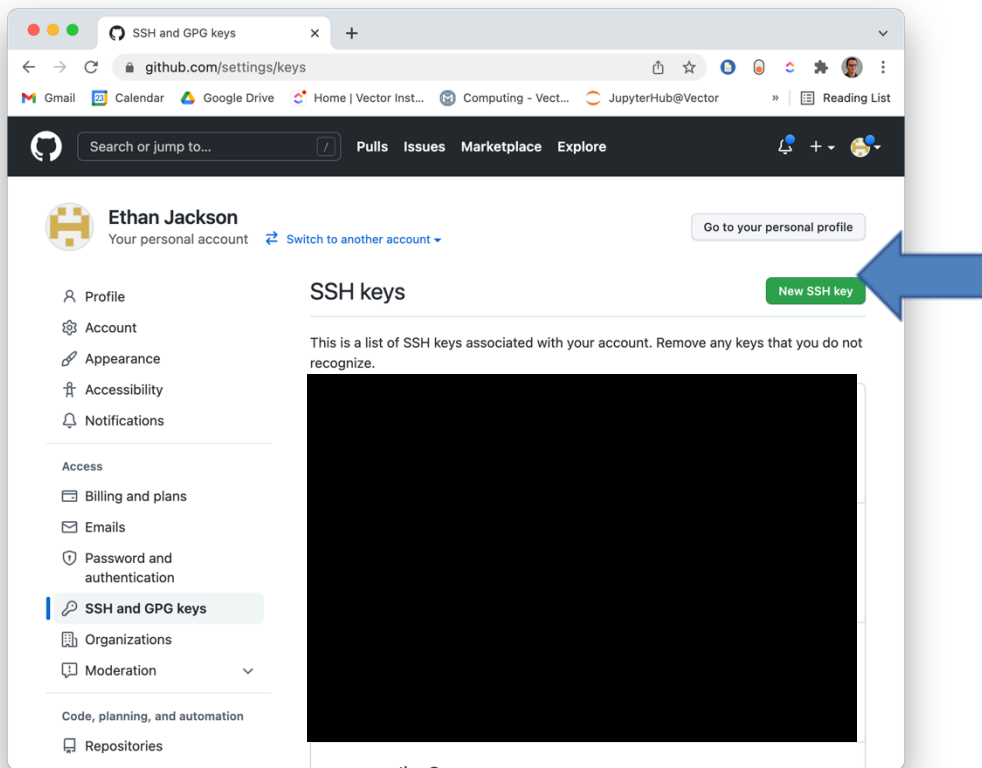 SSH and GPG keys
github.com/settings/keys
Gmail 23 Calendar Google Drive Home | Vector Inst... Computing - Vect... JupyterHub@Vector » Reading List
Search or jump to... / Pulls Issues Marketplace Explore
Ethan Jackson
Your personal account Switch to another account
Go to your personal profile
Profile
Account
Appearance
Accessibility
Notifications
Access
Billing and plans
Emails
Password and
authentication
SSH and GPG keys
Organizations
Moderation
Code, planning, and automation
Repositories
SSH keys
New SSH key
This is a list of SSH keys associated with your account. Remove any keys that you do not
recognize.